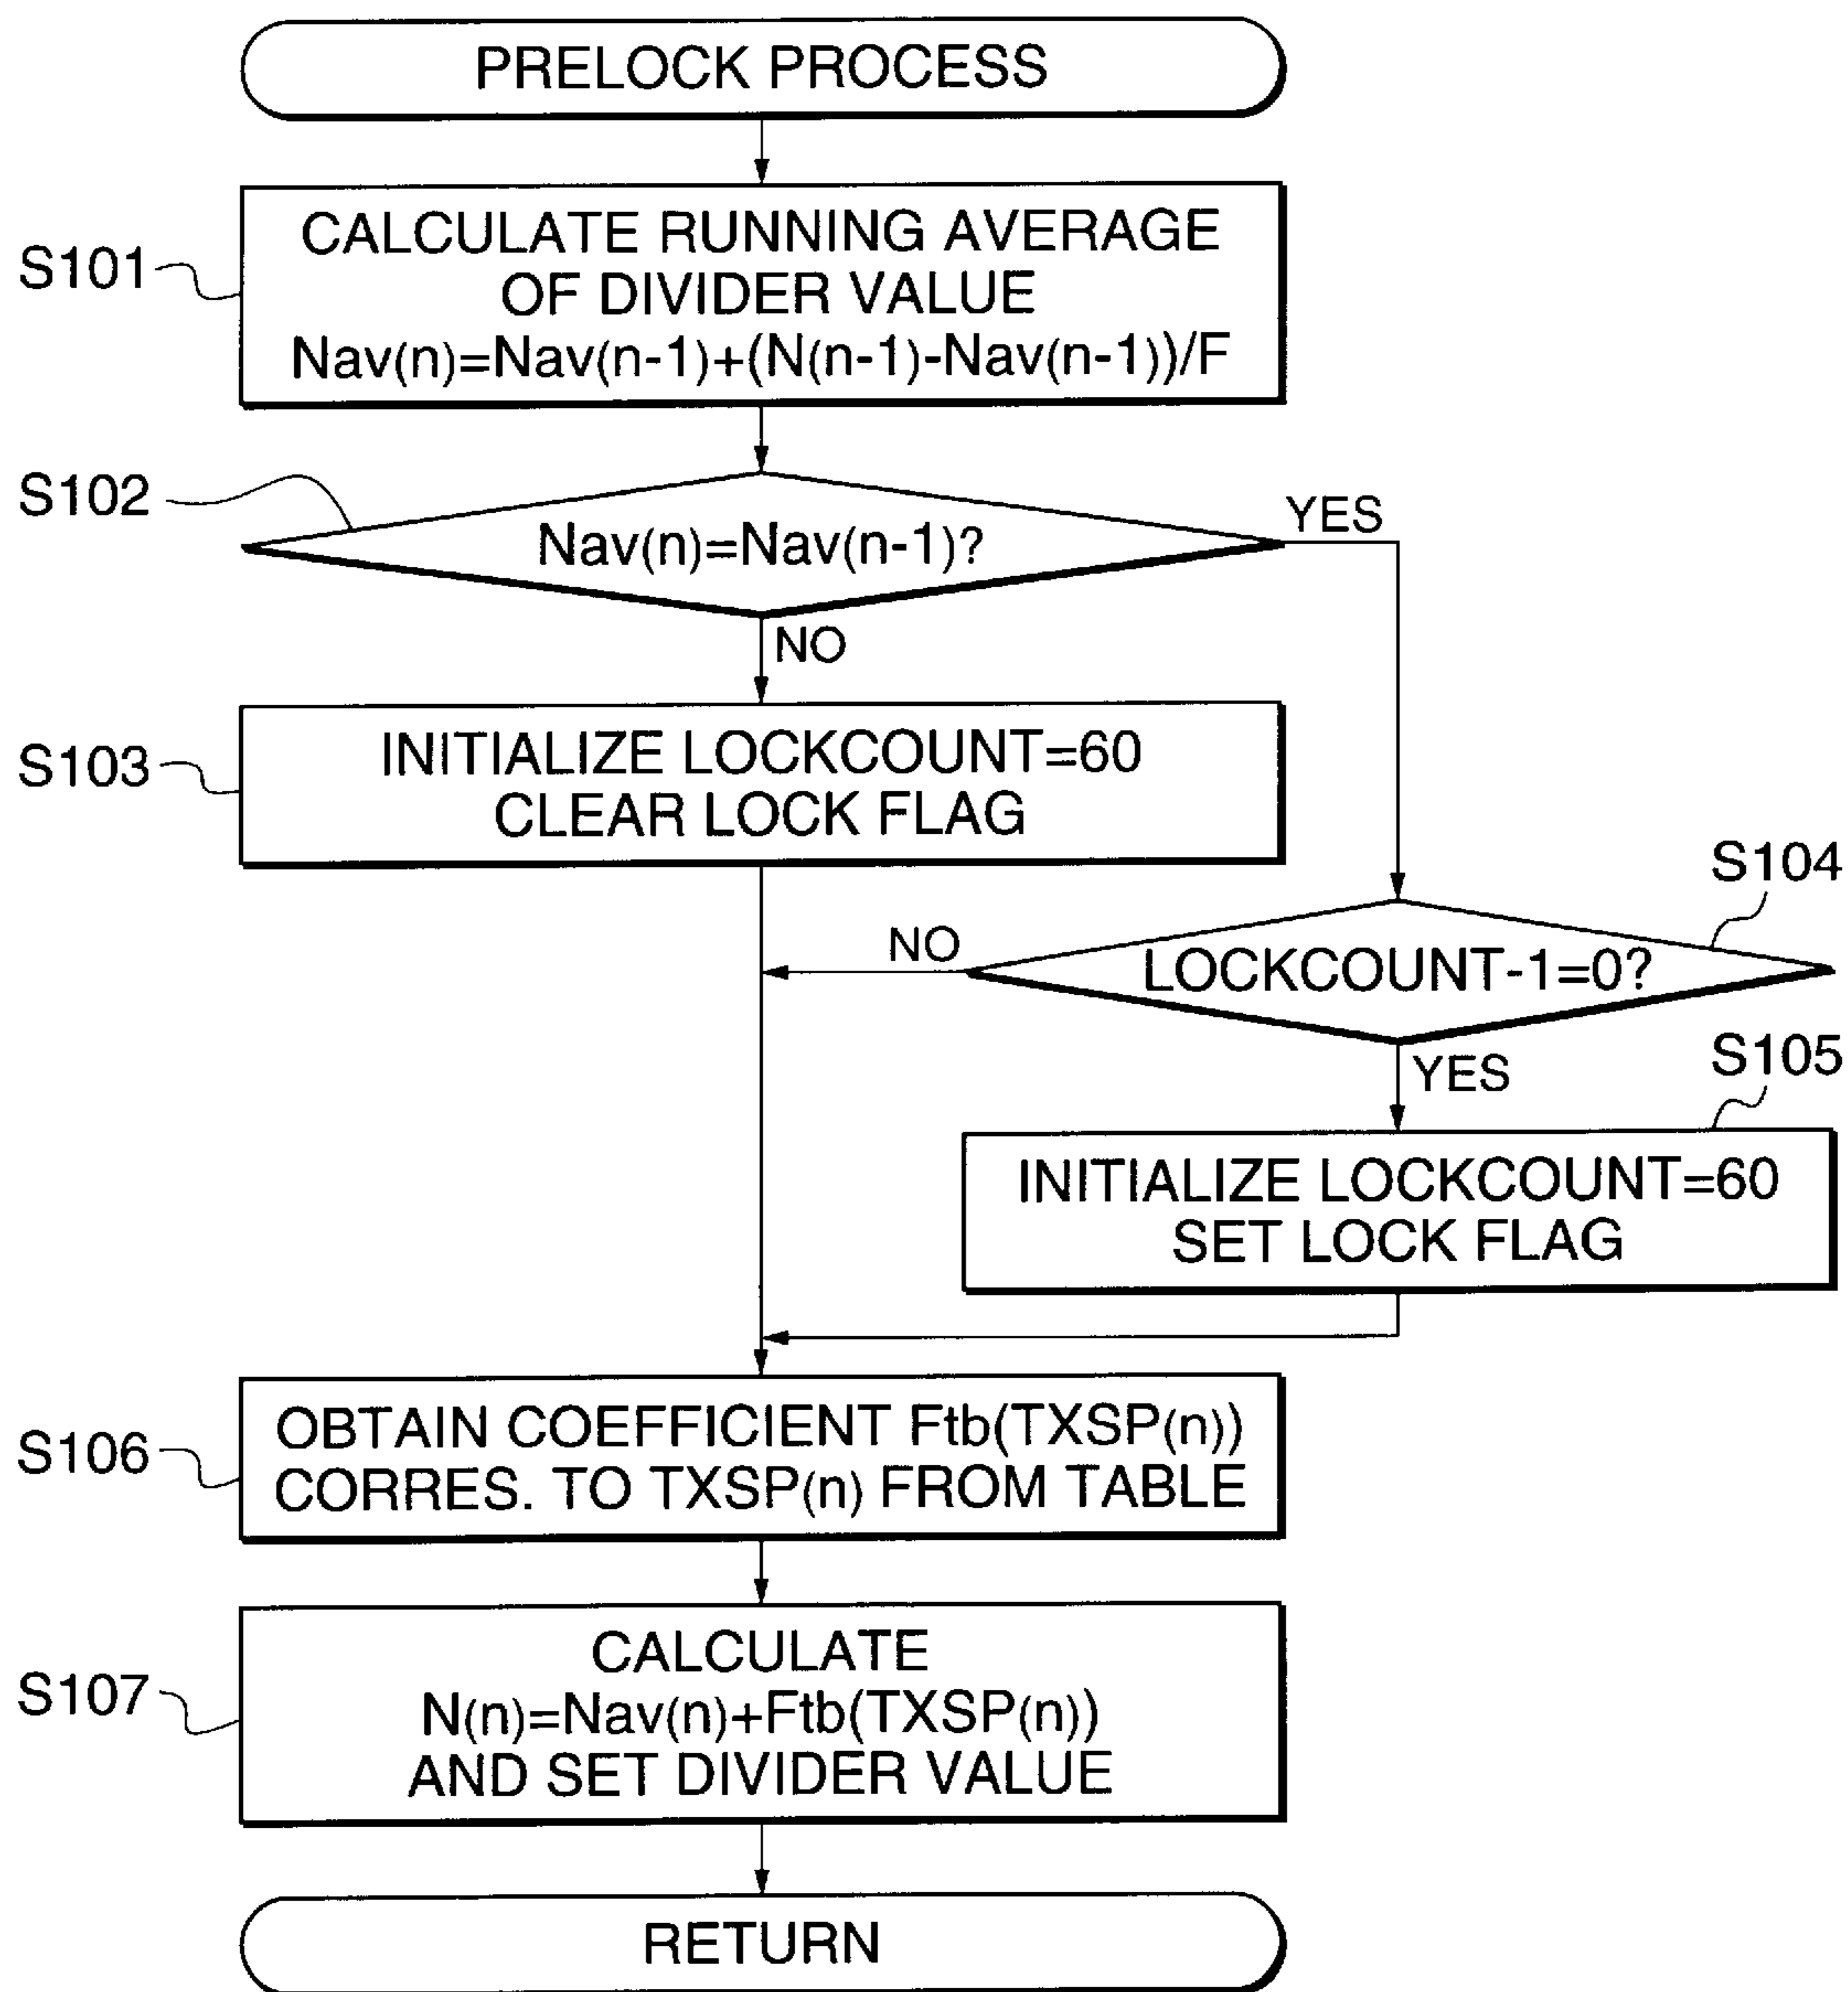 PRELOCK PROCESS
S101
CALCULATE RUNNING AVERAGE
OF DIVIDER VALUE
Nav(n)=Nav(n-1)+(N(n-1)-Nav(n-1))/F
S102
Nav(n)=Nav(n-1)?
YES
NO
S103
INITIALIZE LOCKCOUNT=60
CLEAR LOCK FLAG
S104
NO
LOCKCOUNT-1=0?
YES
S105
INITIALIZE LOCKCOUNT=60
SET LOCK FLAG
S106
OBTAIN COEFFICIENT Ftb(TXSP(n))
CORRES. TO TXSP(n) FROM TABLE
S107
CALCULATE
N(n)=Nav(n)+Ftb(TXSP(n))
AND SET DIVIDER VALUE
RETURN